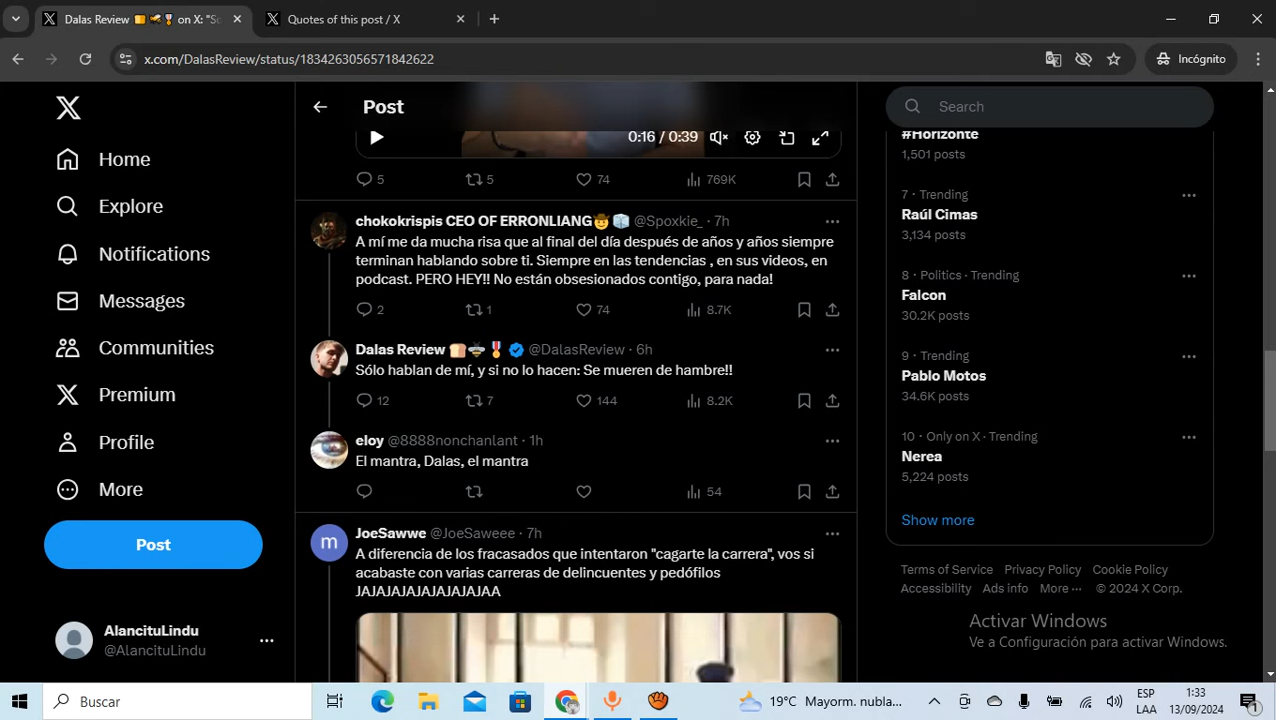 Dalas Review on X: "So
Quotes of this post / X
x.com/DalasReview/status/1834263056571842622
Incógnito
Home
Explore
Notifications
Messages
Communities
Premium
Profile
More
Post
AlancituLindu
@AlancituLindu
Post
0:16 / 0:39
5 5 74 769K
chokokrispis CEO OF ERRONLIANG🤠🧊 @Spoxkie_ · 7h
A mí me da mucha risa que al final del día después de años y años siempre
terminan hablando sobre ti. Siempre en las tendencias , en sus videos, en
podcast. PERO HEY!! No están obsesionados contigo, para nada!
2 1 74 8.7K
Dalas Review 🍞🐝🎖️ @DalasReview · 6h
Sólo hablan de mí, y si no lo hacen: Se mueren de hambre!!
12 7 144 8.2K
eloy @8888nonchanlant · 1h
El mantra, Dalas, el mantra
54
m
JoeSawwe @JoeSaweee · 7h
A diferencia de los fracasados que intentaron "cagarte la carrera", vos si
acabaste con varias carreras de delincuentes y pedófilos
JAJAJAJAJAJAJAJAJAA
Search
#Horizonte
1,501 posts
7 · Trending
Raúl Cimas
3,134 posts
8 · Politics · Trending
Falcon
30.2K posts
9 · Trending
Pablo Motos
34.6K posts
10 · Only on X · Trending
Nerea
5,224 posts
Show more
Terms of Service Privacy Policy Cookie Policy
Accessibility Ads info More ··· © 2024 X Corp.
Activar Windows
Ve a Configuración para activar Windows.
Buscar
19°C Mayorm. nubla...
ESP
LAA
1:33
13/09/2024
1